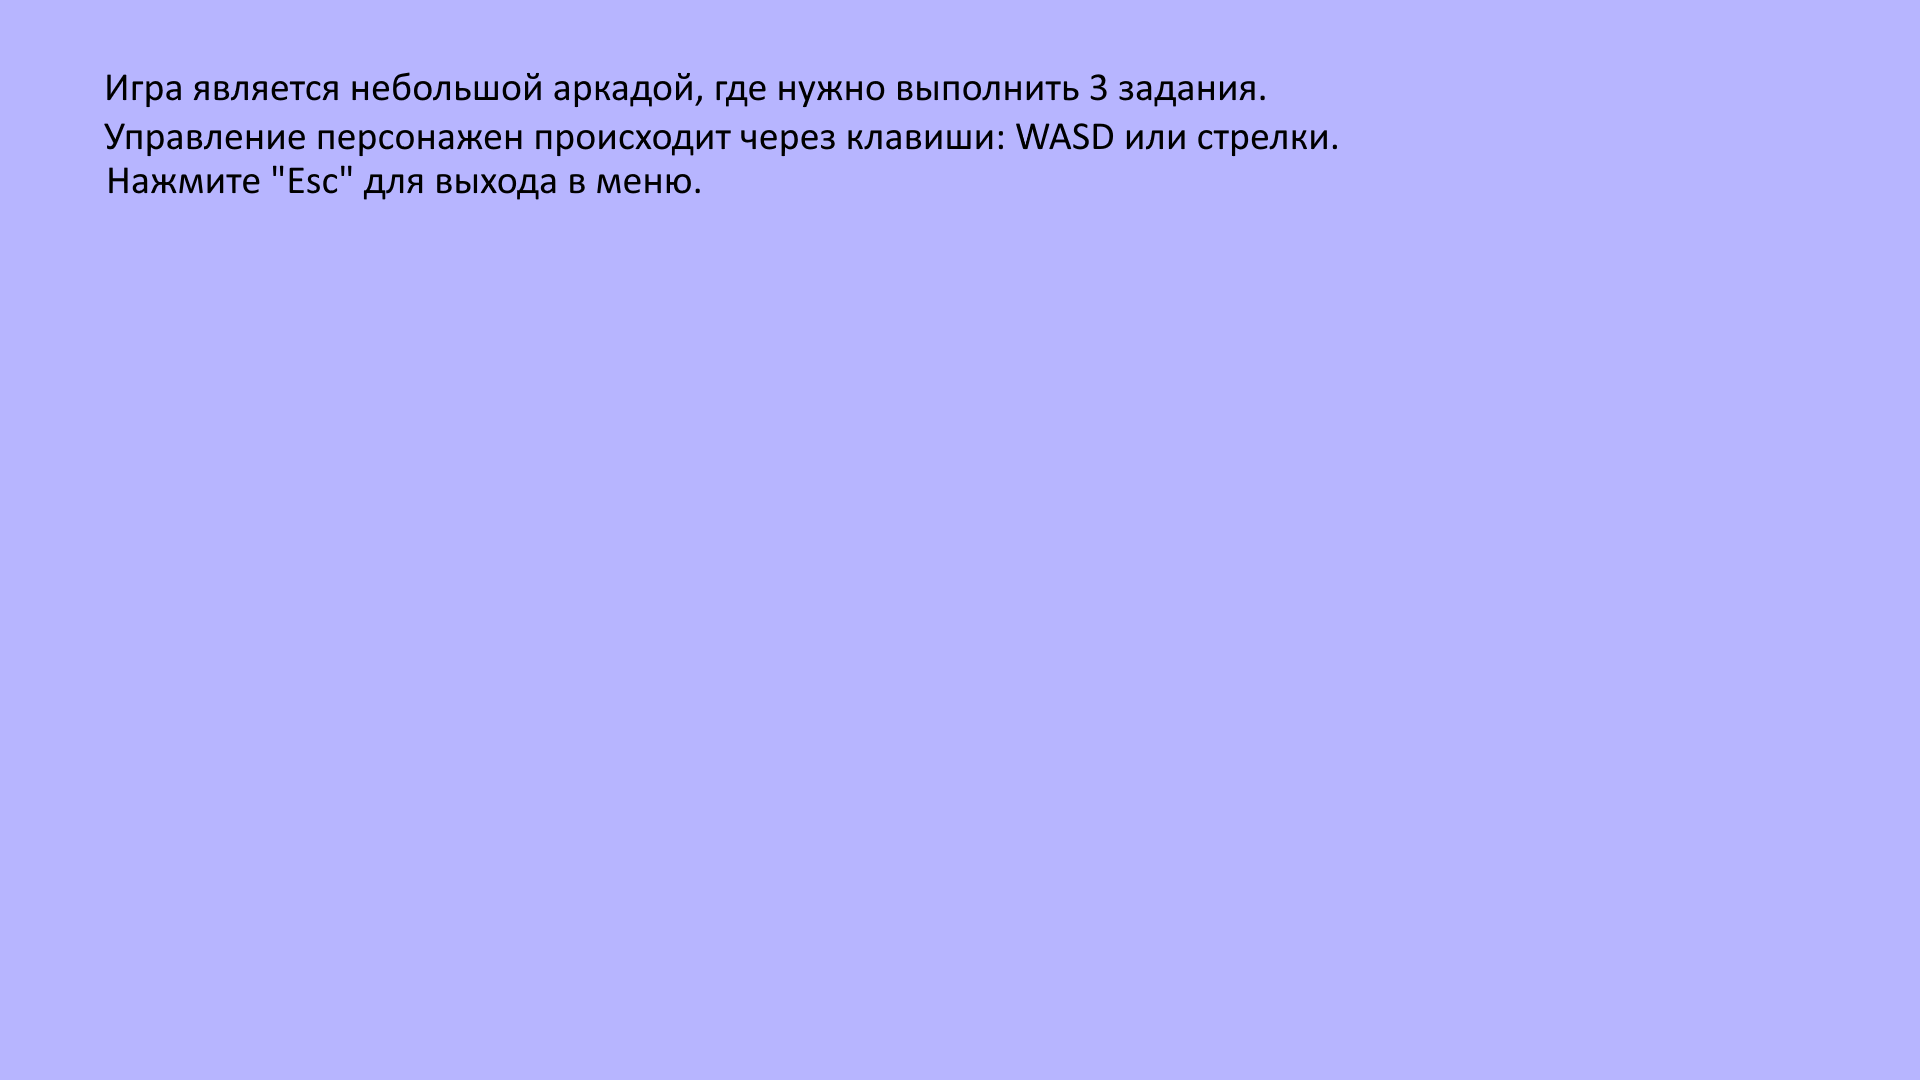 Игра является небольшой аркадой, где нужно выполнить 3 задания.
Управление персонажен происходит через клавиши: WASD или стрелки.
Нажмите "Esc" для выхода в меню.